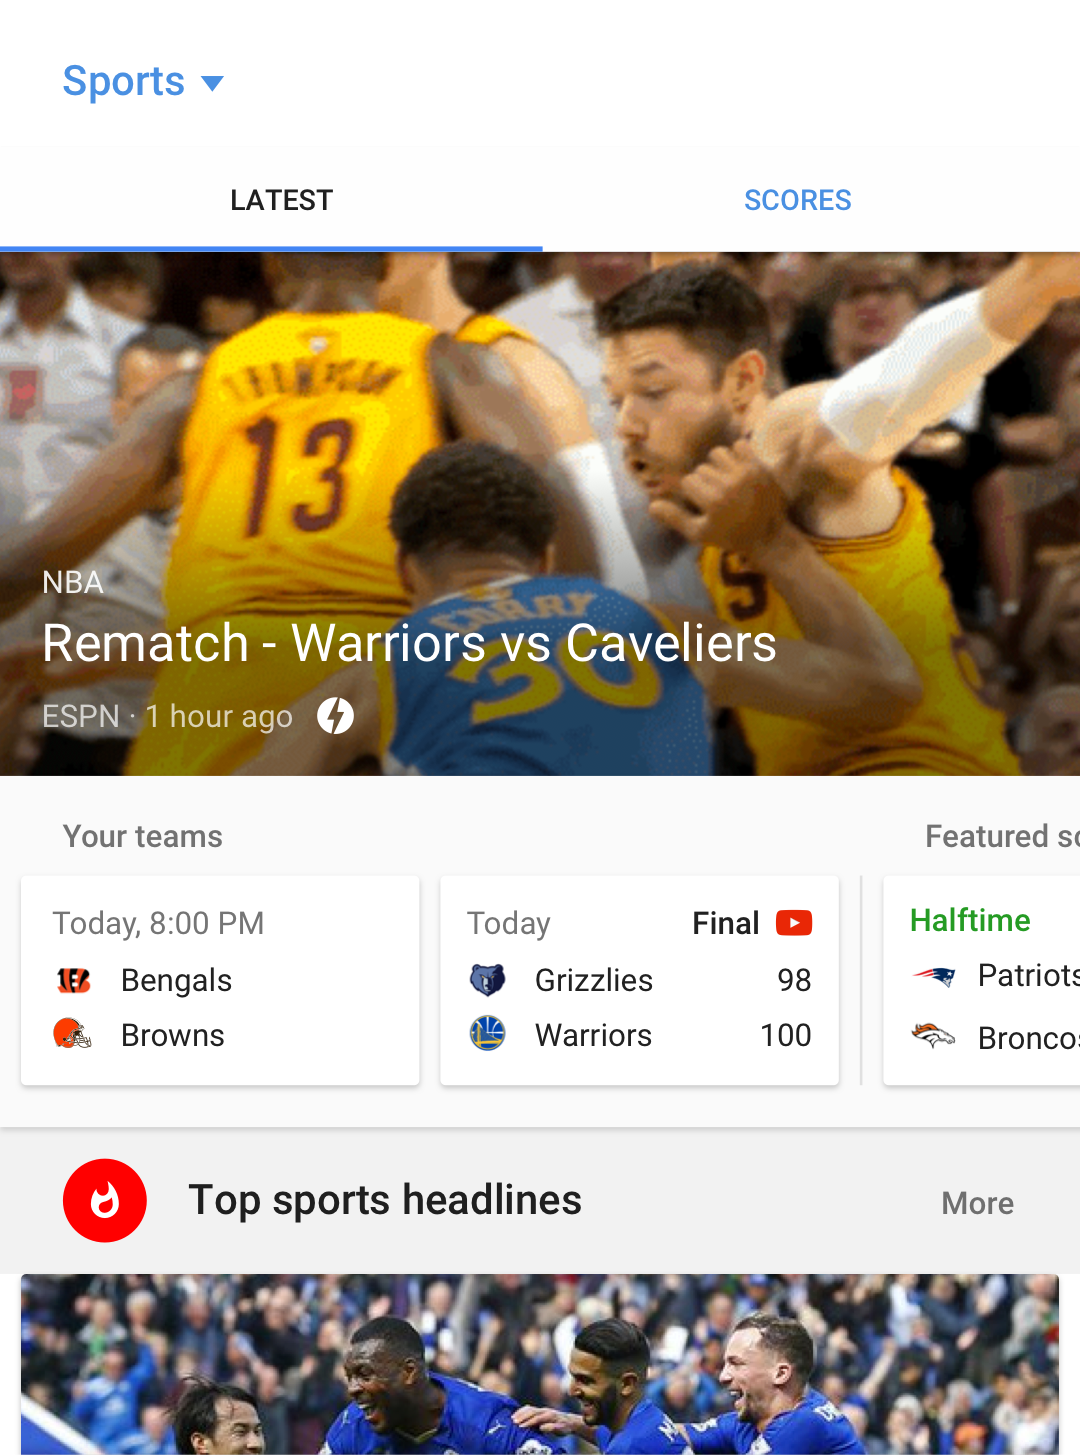 Sports
LATEST
SCORES
THOMPSON
13
CURRY
30
NBA
Rematch - Warriors vs Caveliers
ESPN · 1 hour ago
Your teams
Featured
Today, 8:00 PM
Bengals
Browns
Today Final
Grizzlies 98
Warriors 100
Halftime
Patriots
Broncos
Top sports headlines
More